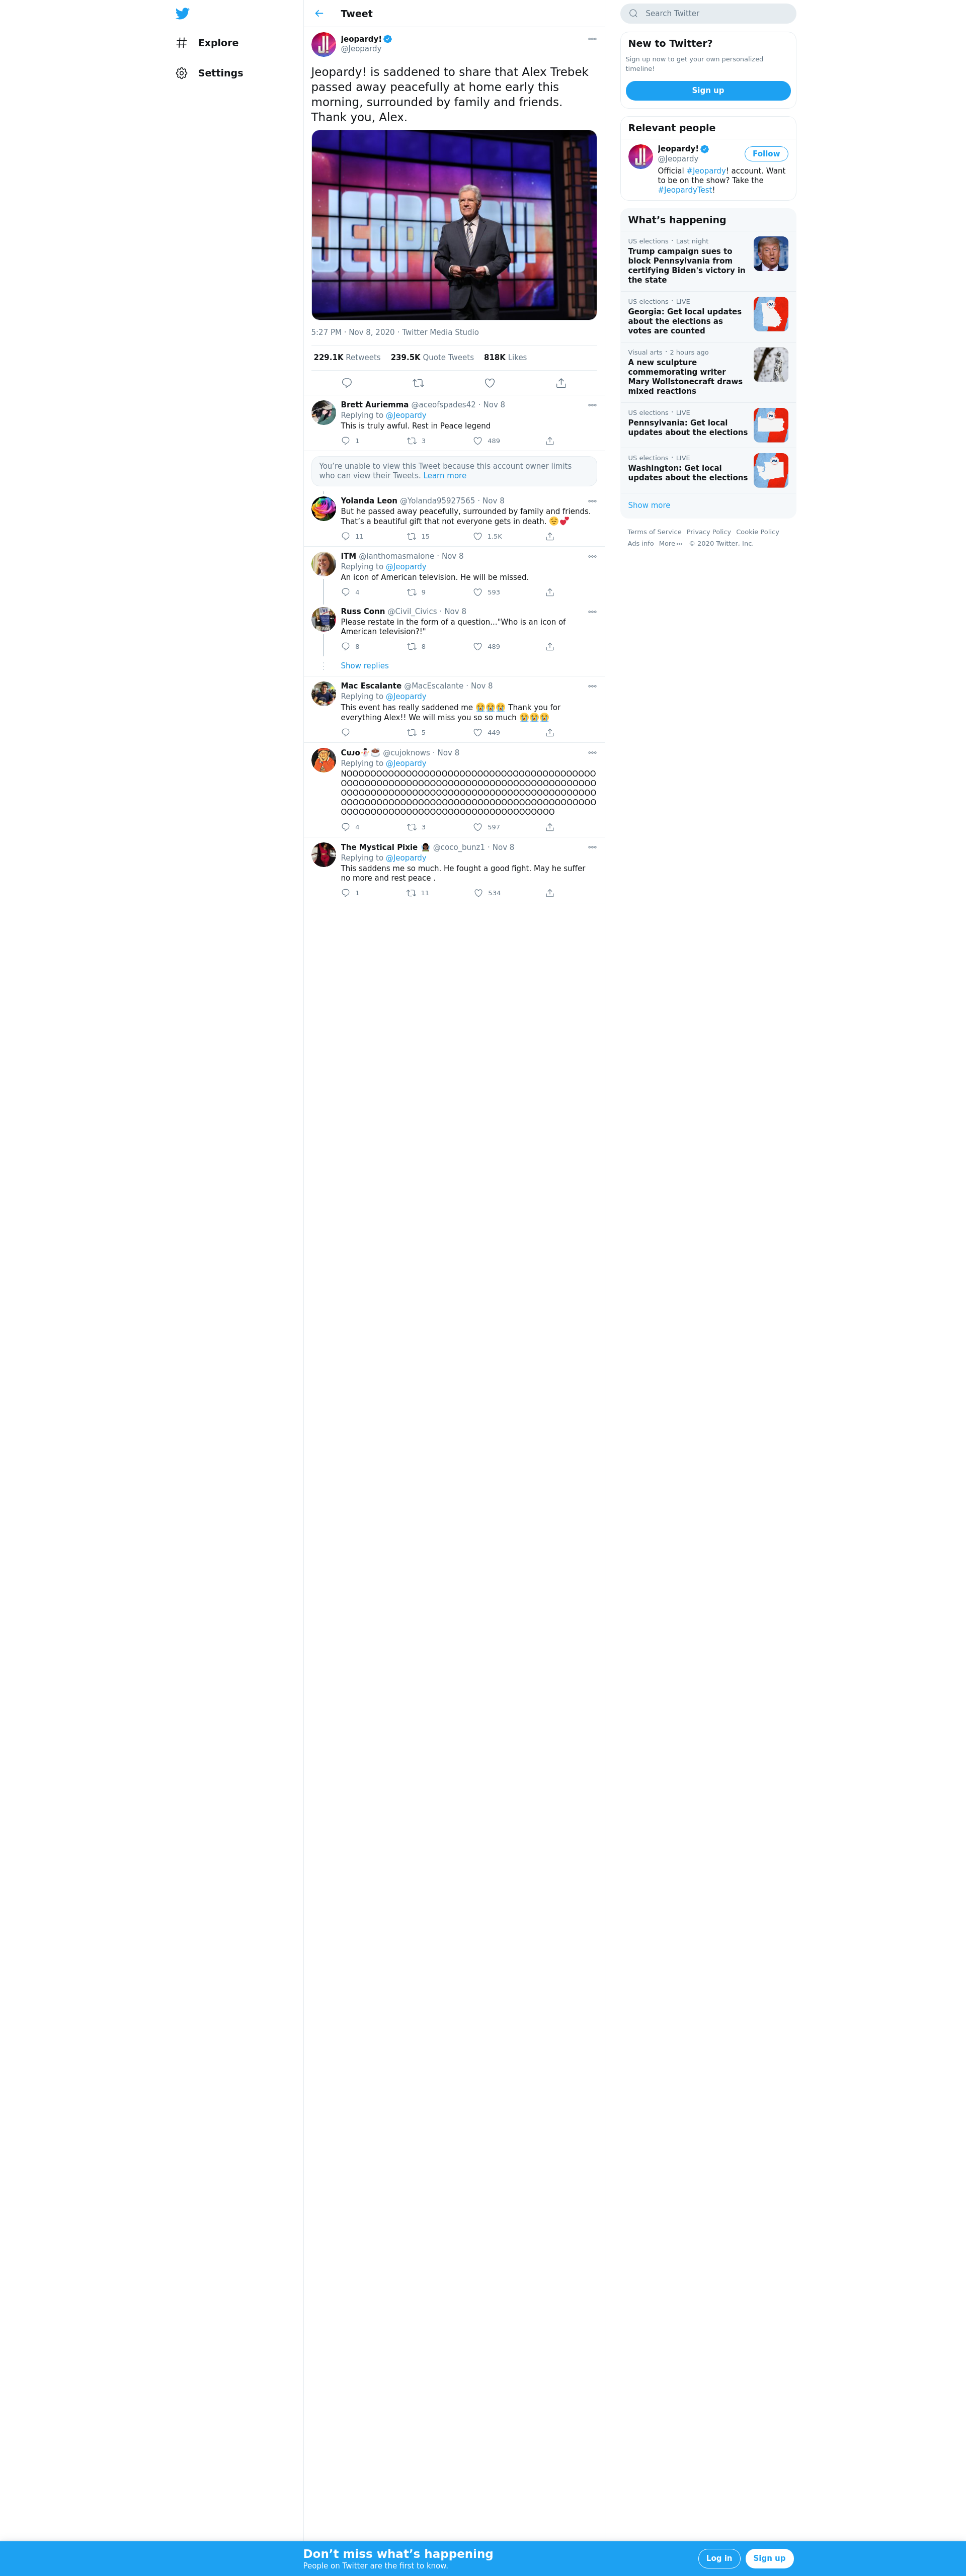 Explore
Settings
Tweet
Jeopardy!
@Jeopardy
Jeopardy! is saddened to share that Alex Trebek
passed away peacefully at home early this
morning, surrounded by family and friends.
Thank you, Alex.
JEOPARDY!
5:27 PM · Nov 8, 2020 · Twitter Media Studio
229.1K Retweets 239.5K Quote Tweets 818K Likes
Brett Auriemma @aceofspades42 · Nov 8
Replying to @Jeopardy
This is truly awful. Rest in Peace legend
1 3 489
You're unable to view this Tweet because this account owner limits
who can view their Tweets. Learn more
Yolanda Leon @Yolanda95927565 · Nov 8
But he passed away peacefully, surrounded by family and friends.
That's a beautiful gift that not everyone gets in death. 😟💕
11 15 1.5K
ITM @ianthomasmalone · Nov 8
Replying to @Jeopardy
An icon of American television. He will be missed.
4 9 593
Russ Conn @Civil_Civics · Nov 8
Please restate in the form of a question..."Who is an icon of
American television?!"
8 8 489
Show replies
Mac Escalante @MacEscalante · Nov 8
Replying to @Jeopardy
This event has really saddened me 😭😭😭 Thank you for
everything Alex!! We will miss you so so much 😭😭😭
5 449
Cuᴊo @cujoknows · Nov 8
Replying to @Jeopardy
NOOOOOOOOOOOOOOOOOOOOOOOOOOOOOOOOOOOOOOOOOO
OOOOOOOOOOOOOOOOOOOOOOOOOOOOOOOOOOOOOOOOOOO
OOOOOOOOOOOOOOOOOOOOOOOOOOOOOOOOOOOOOOOOOOO
OOOOOOOOOOOOOOOOOOOOOOOOOOOOOOOOOOOOOOOOOOO
OOOOOOOOOOOOOOOOOOOOOOOOOOOOOOOOOOOO
4 3 597
The Mystical Pixie @coco_bunz1 · Nov 8
Replying to @Jeopardy
This saddens me so much. He fought a good fight. May he suffer
no more and rest peace .
1 11 534
Search Twitter
New to Twitter?
Sign up now to get your own personalized
timeline!
Sign up
Relevant people
Jeopardy!
@Jeopardy
Follow
Official #Jeopardy! account. Want
to be on the show? Take the
#JeopardyTest!
What's happening
US elections · Last night
Trump campaign sues to
block Pennsylvania from
certifying Biden's victory in
the state
US elections · LIVE
Georgia: Get local updates
about the elections as
votes are counted
Visual arts · 2 hours ago
A new sculpture
commemorating writer
Mary Wollstonecraft draws
mixed reactions
US elections · LIVE
Pennsylvania: Get local
updates about the elections
US elections · LIVE
Washington: Get local
updates about the elections
Show more
Terms of Service Privacy Policy Cookie Policy
Ads info More ··· © 2020 Twitter, Inc.
Don't miss what's happening
People on Twitter are the first to know.
Log in
Sign up